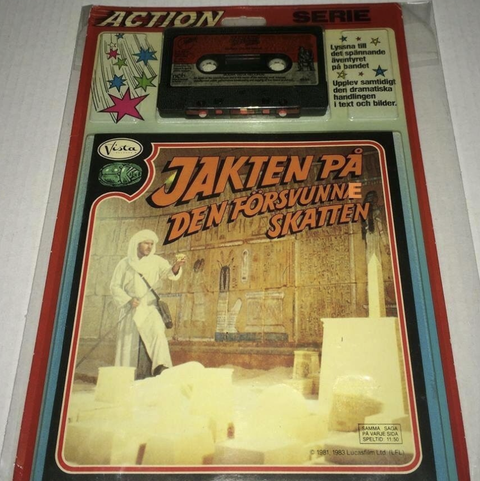 ACTION SERIE
Lyssna till
det spännande
äventyret
på bandet
Upplev samtidigt
den dramatiska
handlingen
i text och bilder.
Vista
JAKTEN PÅ
DEN FÖRSVUNNE
SKATTEN
SAMMA SAGA
PÅ VARJE SIDA
SPELTID 11:50
© 1981, 1983 Lucasfilm Ltd. (LFL)